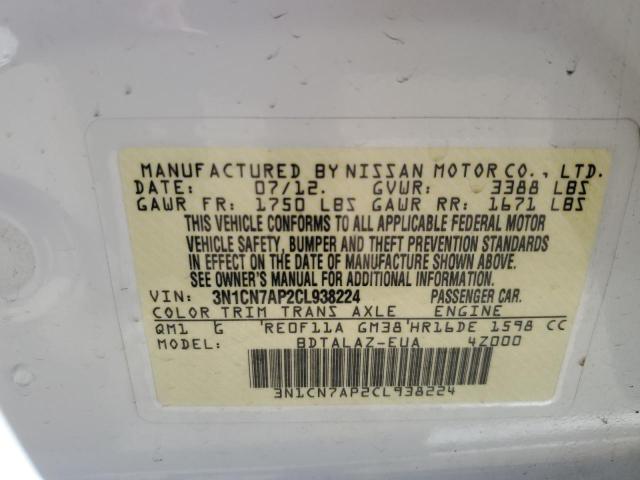 MANUFACTURED BY NISSAN MOTOR CO., LTD.
DATE: 07/12. GVWR: 3388 LBS
GAWR FR: 1750 LBS GAWR RR: 1671 LBS
THIS VEHICLE CONFORMS TO ALL APPLICABLE FEDERAL MOTOR
VEHICLE SAFETY, BUMPER AND THEFT PREVENTION STANDARDS
IN EFFECT ON THE DATE OF MANUFACTURE SHOWN ABOVE.
SEE OWNER'S MANUAL FOR ADDITIONAL INFORMATION.
VIN: 3N1CN7AP2CL938224 PASSENGER CAR.
COLOR TRIM TRANS AXLE ENGINE
QM1 G 'RE0F11A GM38'HR16DE 1598 CC
MODEL: BDTALAZ-EUA 4Z000
3N1CN7AP2CL938224